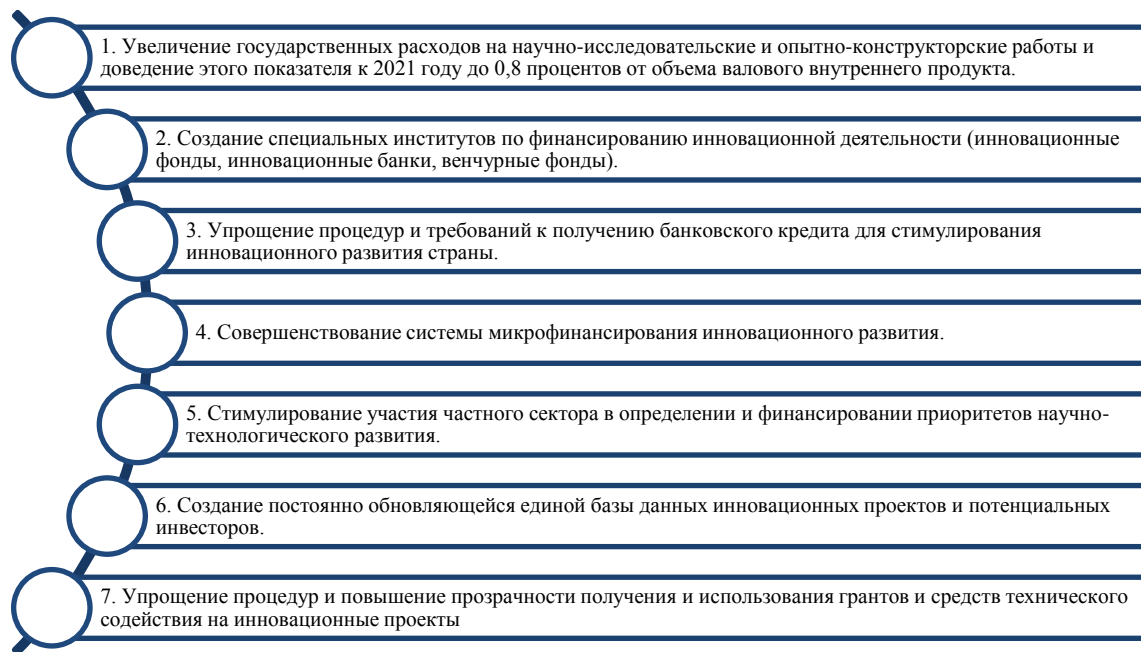 1. Увеличение государственных расходов на научно-исследовательские и опытно-конструкторские работы и
доведение этого показателя к 2021 году до 0,8 процентов от объема валового внутреннего продукта.
2. Создание специальных институтов по финансированию инновационной деятельности (инновационные
фонды, инновационные банки, венчурные фонды).
3. Упрощение процедур и требований к получению банковского кредита для стимулирования
инновационного развития страны.
4. Совершенствование системы микрофинансирования инновационного развития.
5. Стимулирование участия частного сектора в определении и финансировании приоритетов научно-
технологического развития.
6. Создание постоянно обновляющейся единой базы данных инновационных проектов и потенциальных
инвесторов.
7. Упрощение процедур и повышение прозрачности получения и использования грантов и средств технического
содействия на инновационные проекты